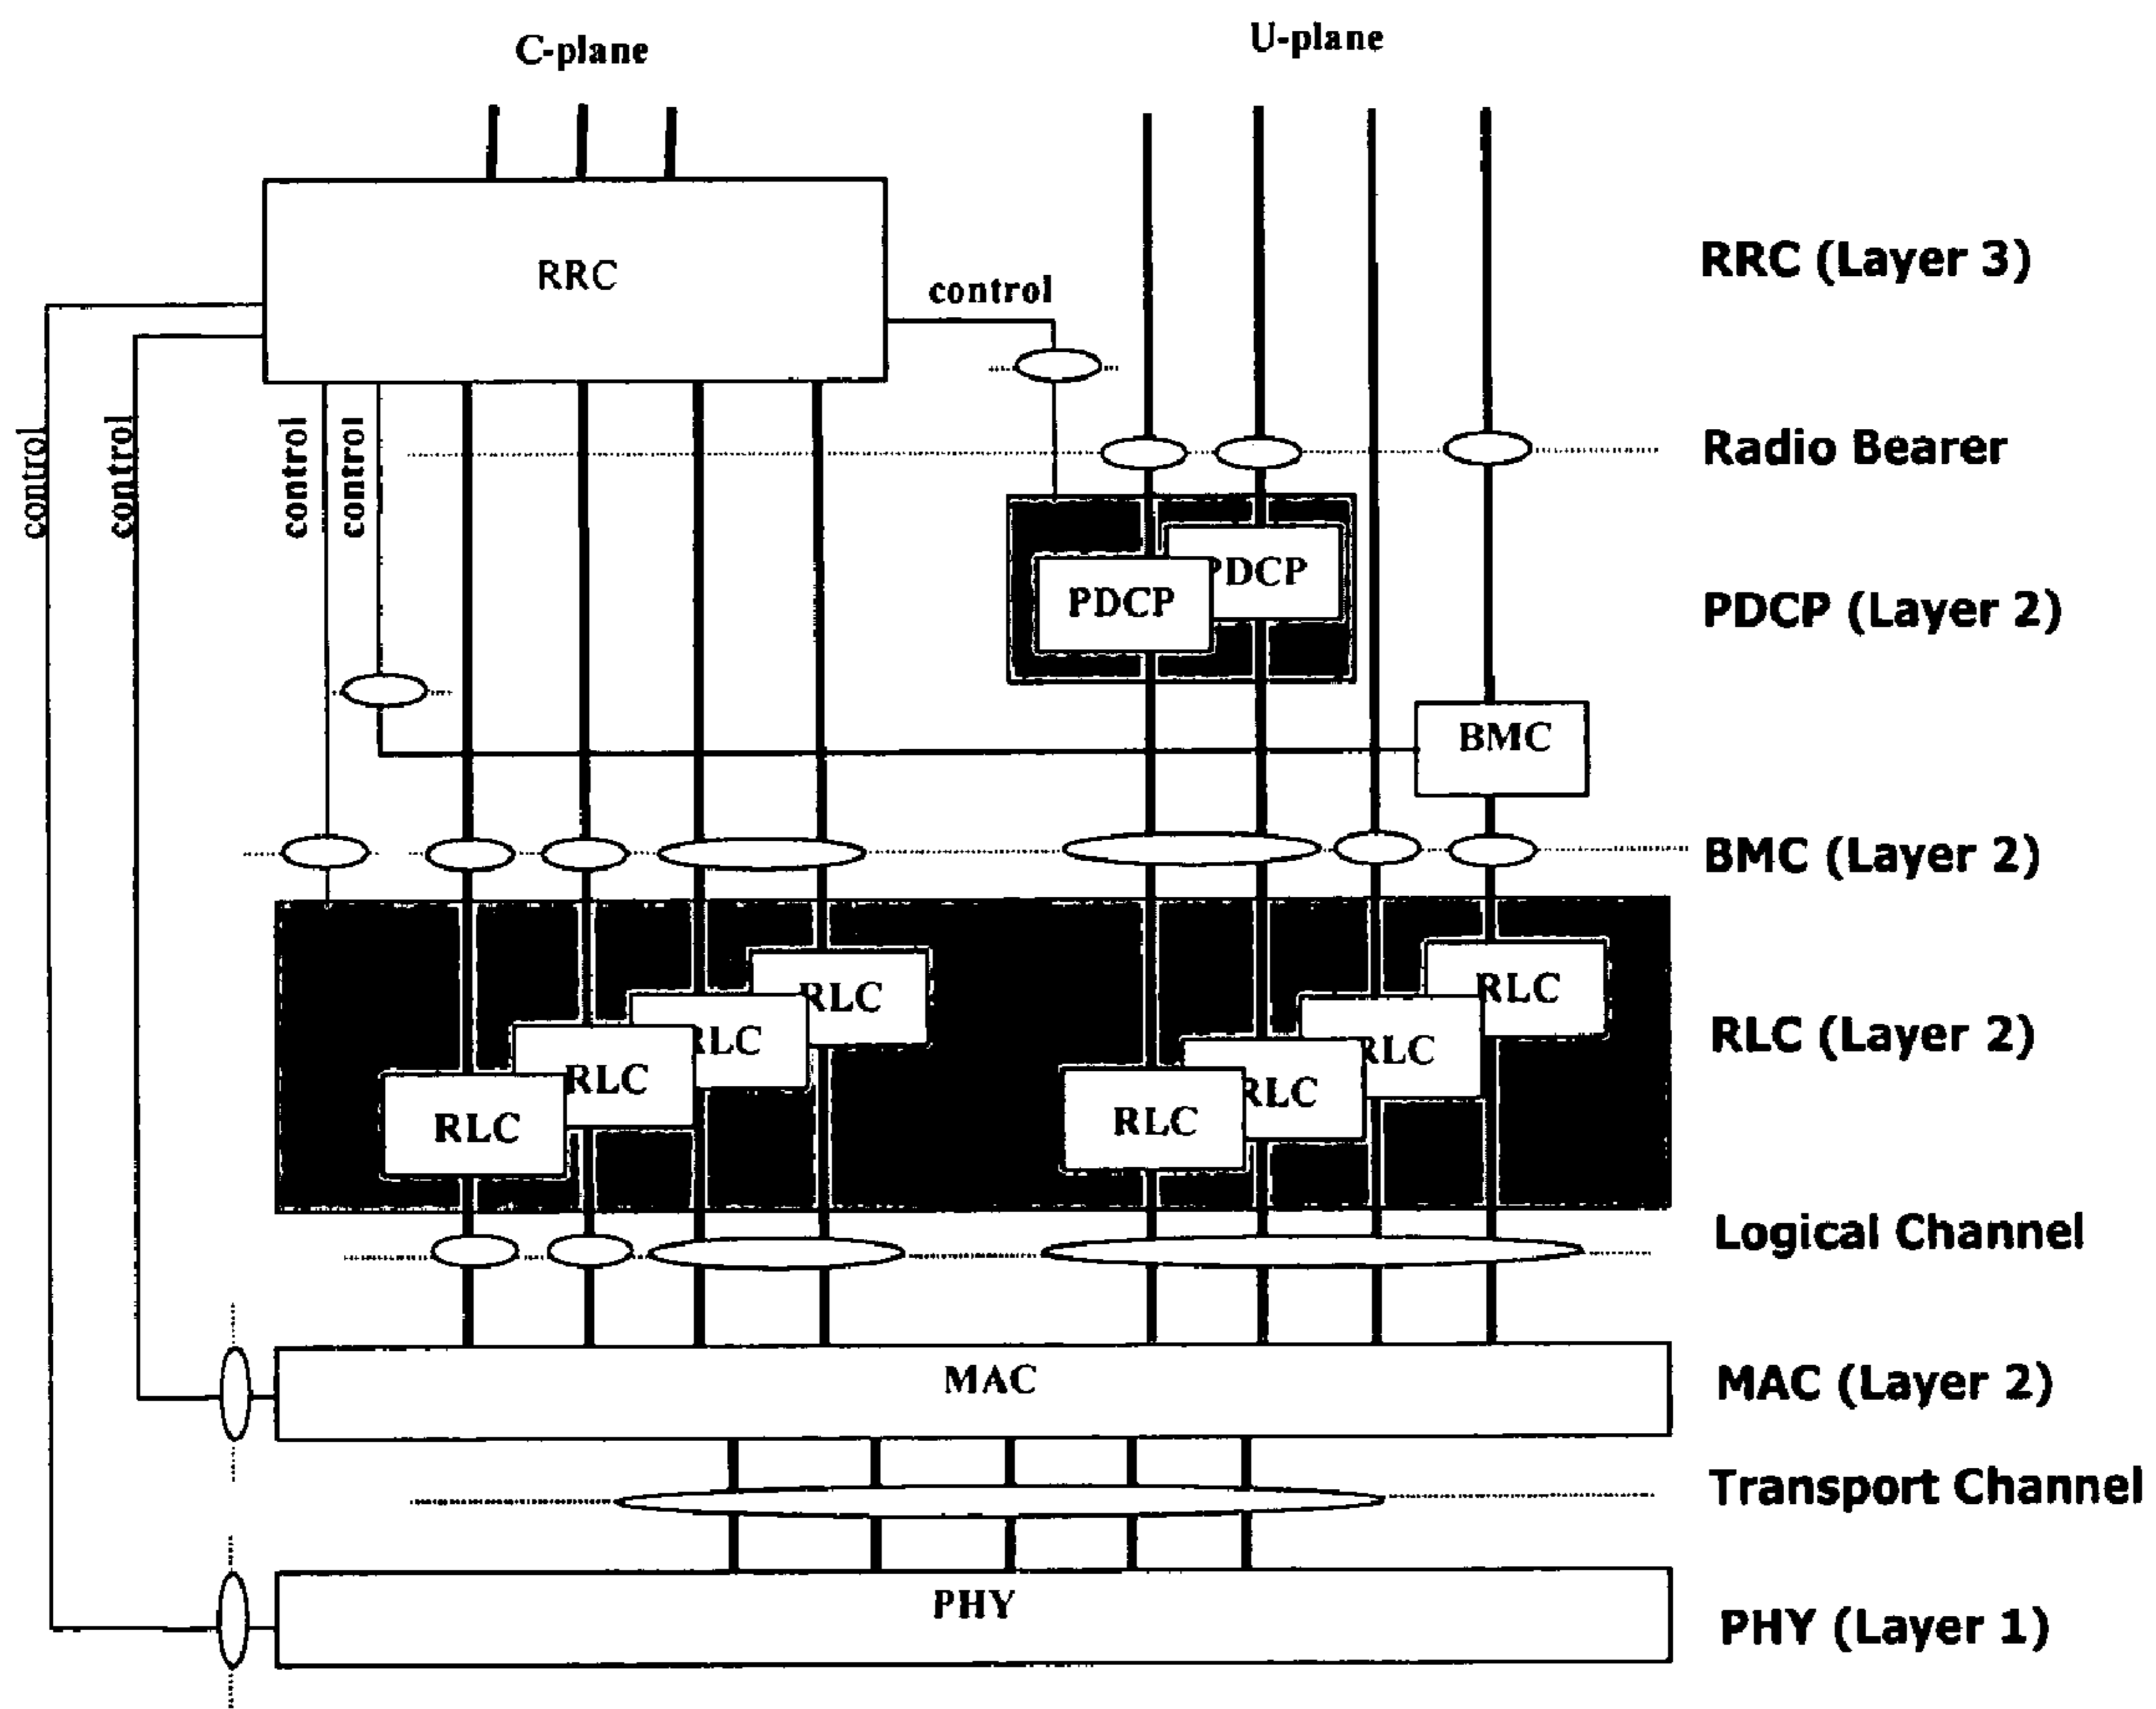 C-plane
U-plane
RRC
control
RRC (Layer 3)
control
control
control
control
Radio Bearer
PDCP
PDCP
PDCP (Layer 2)
BMC
BMC (Layer 2)
RLC
RLC
RLC
RLC
RLC
RLC
RLC
RLC
RLC (Layer 2)
Logical Channel
MAC
MAC (Layer 2)
Transport Channel
PHY
PHY (Layer 1)